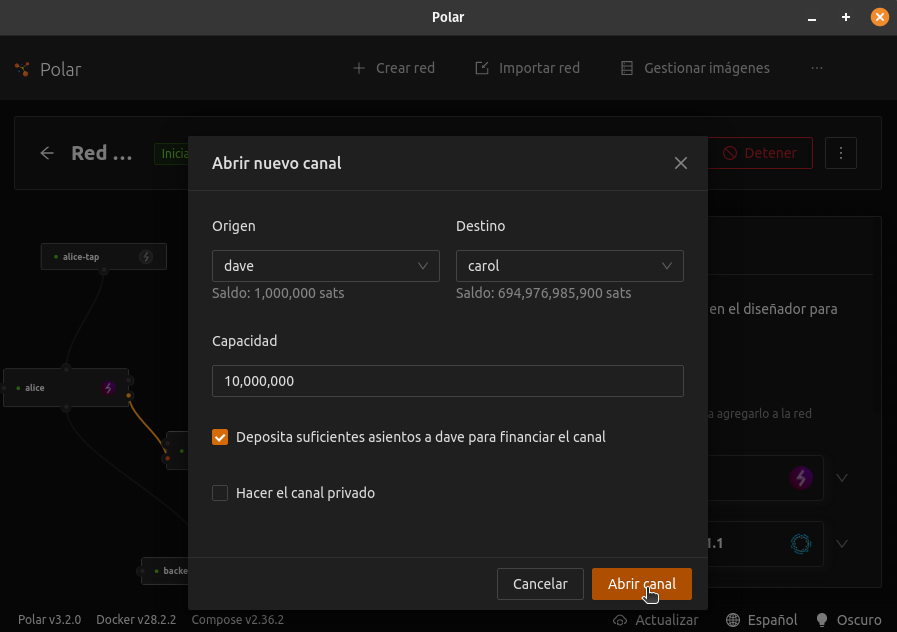 Polar
Polar
Crear red
Importar red
Gestionar imágenes
Red ...
Inicia
Detener
Abrir nuevo canal
Origen
Destino
dave
carol
Saldo: 1,000,000 sats
Saldo: 694,976,985,900 sats
Capacidad
10,000,000
Deposita suficientes asientos a dave para financiar el canal
Hacer el canal privado
Cancelar
Abrir canal
alice-tap
alice
backe
en el diseñador para
a agregarlo a la red
1.1
Polar v3.2.0
Docker v28.2.2
Compose v2.36.2
Actualizar
Español
Oscuro